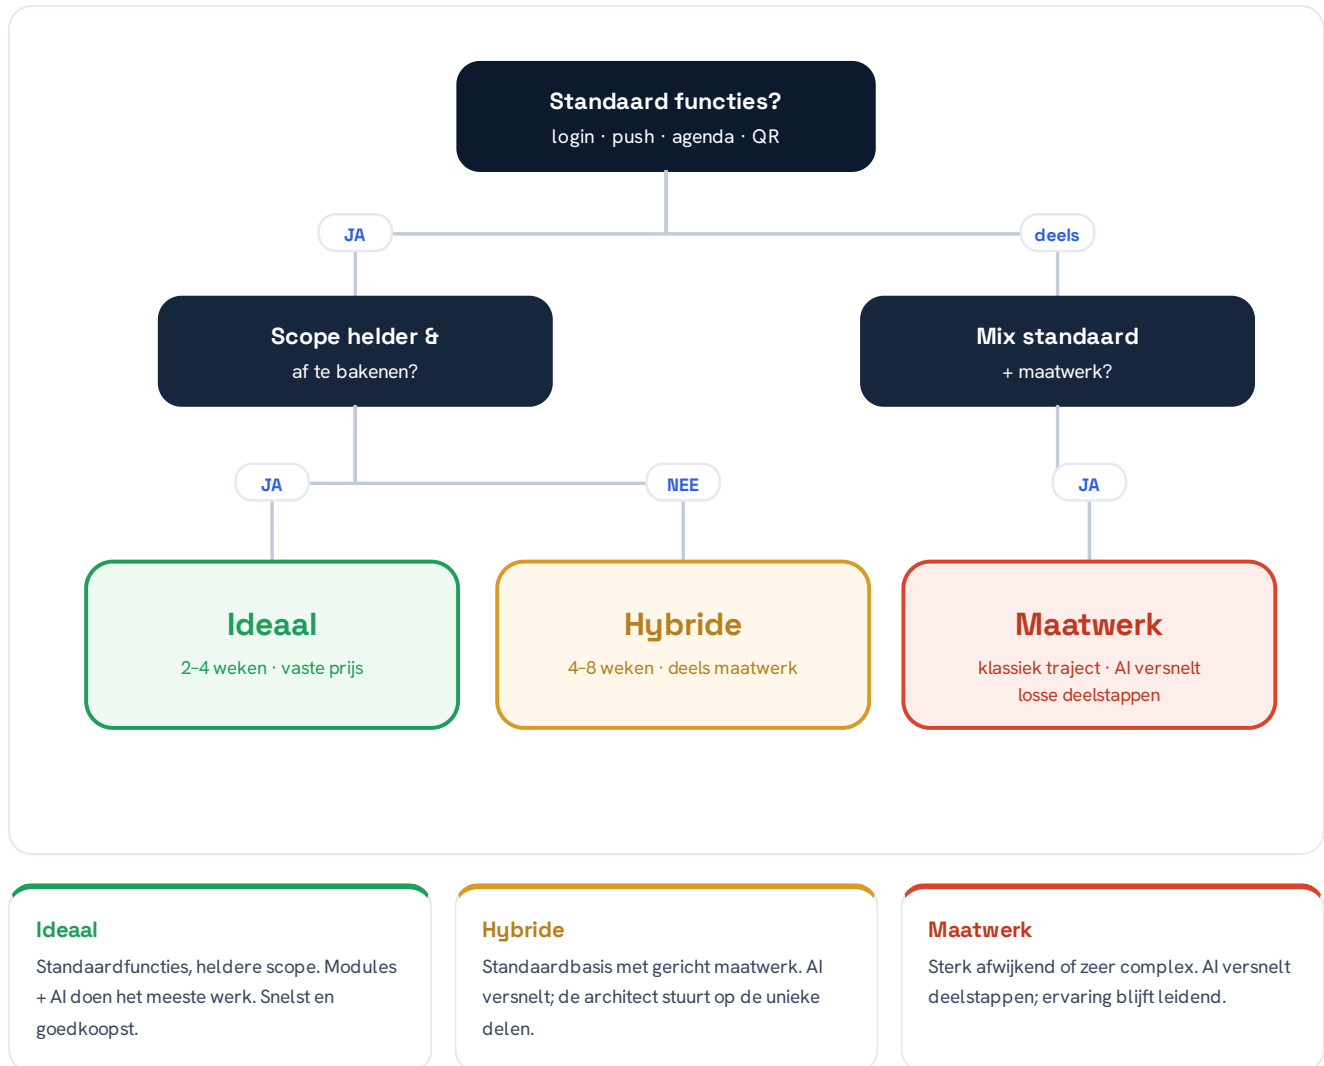 Standaard functies?
login · push · agenda · QR
JA
deels
Scope helder &
af te bakenen?
Mix standaard
+ maatwerk?
JA
NEE
JA
Ideaal
2–4 weken · vaste prijs
Hybride
4–8 weken · deels maatwerk
Maatwerk
klassiek traject · AI versnelt
losse deelstappen
Ideaal
Standaardfuncties, heldere scope. Modules
+ AI doen het meeste werk. Snelst en
goedkoopst.
Hybride
Standaardbasis met gericht maatwerk. AI
versnelt; de architect stuurt op de unieke
delen.
Maatwerk
Sterk afwijkend of zeer complex. AI versnelt
deelstappen; ervaring blijft leidend.